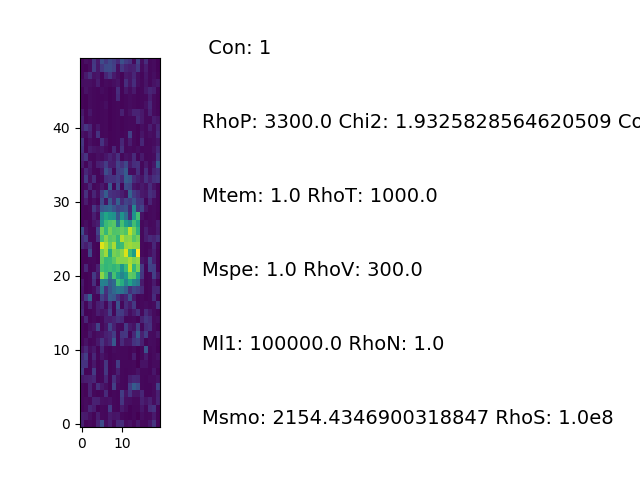 Con: 1
RhoP: 3300.0 Chi2: 1.9325828564620509 Co
40
Mtem: 1.0 RhoT: 1000.0
30
Mspe: 1.0 RhoV: 300.0
20
Ml1: 100000.0 RhoN: 1.0
10
Msmo: 2154.4346900318847 RhoS: 1.0e8
0
0 10